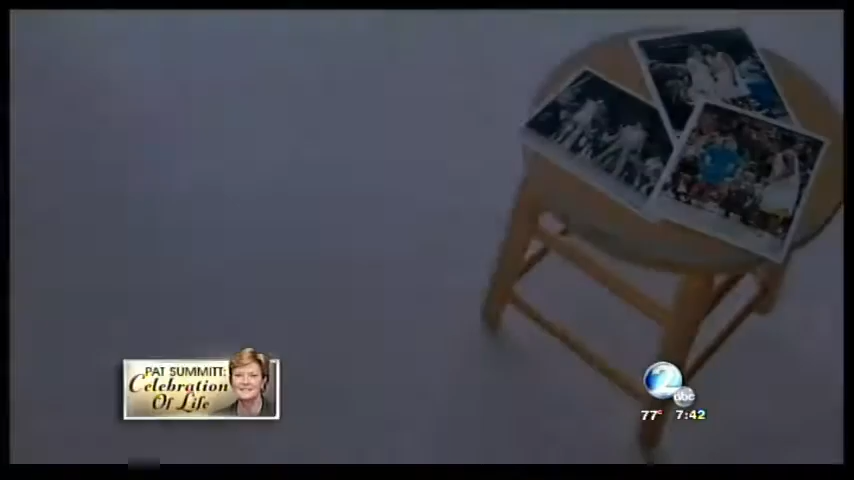 PAT SUMMITT:
Celebration
Of Life
2
abc
77°
7:42